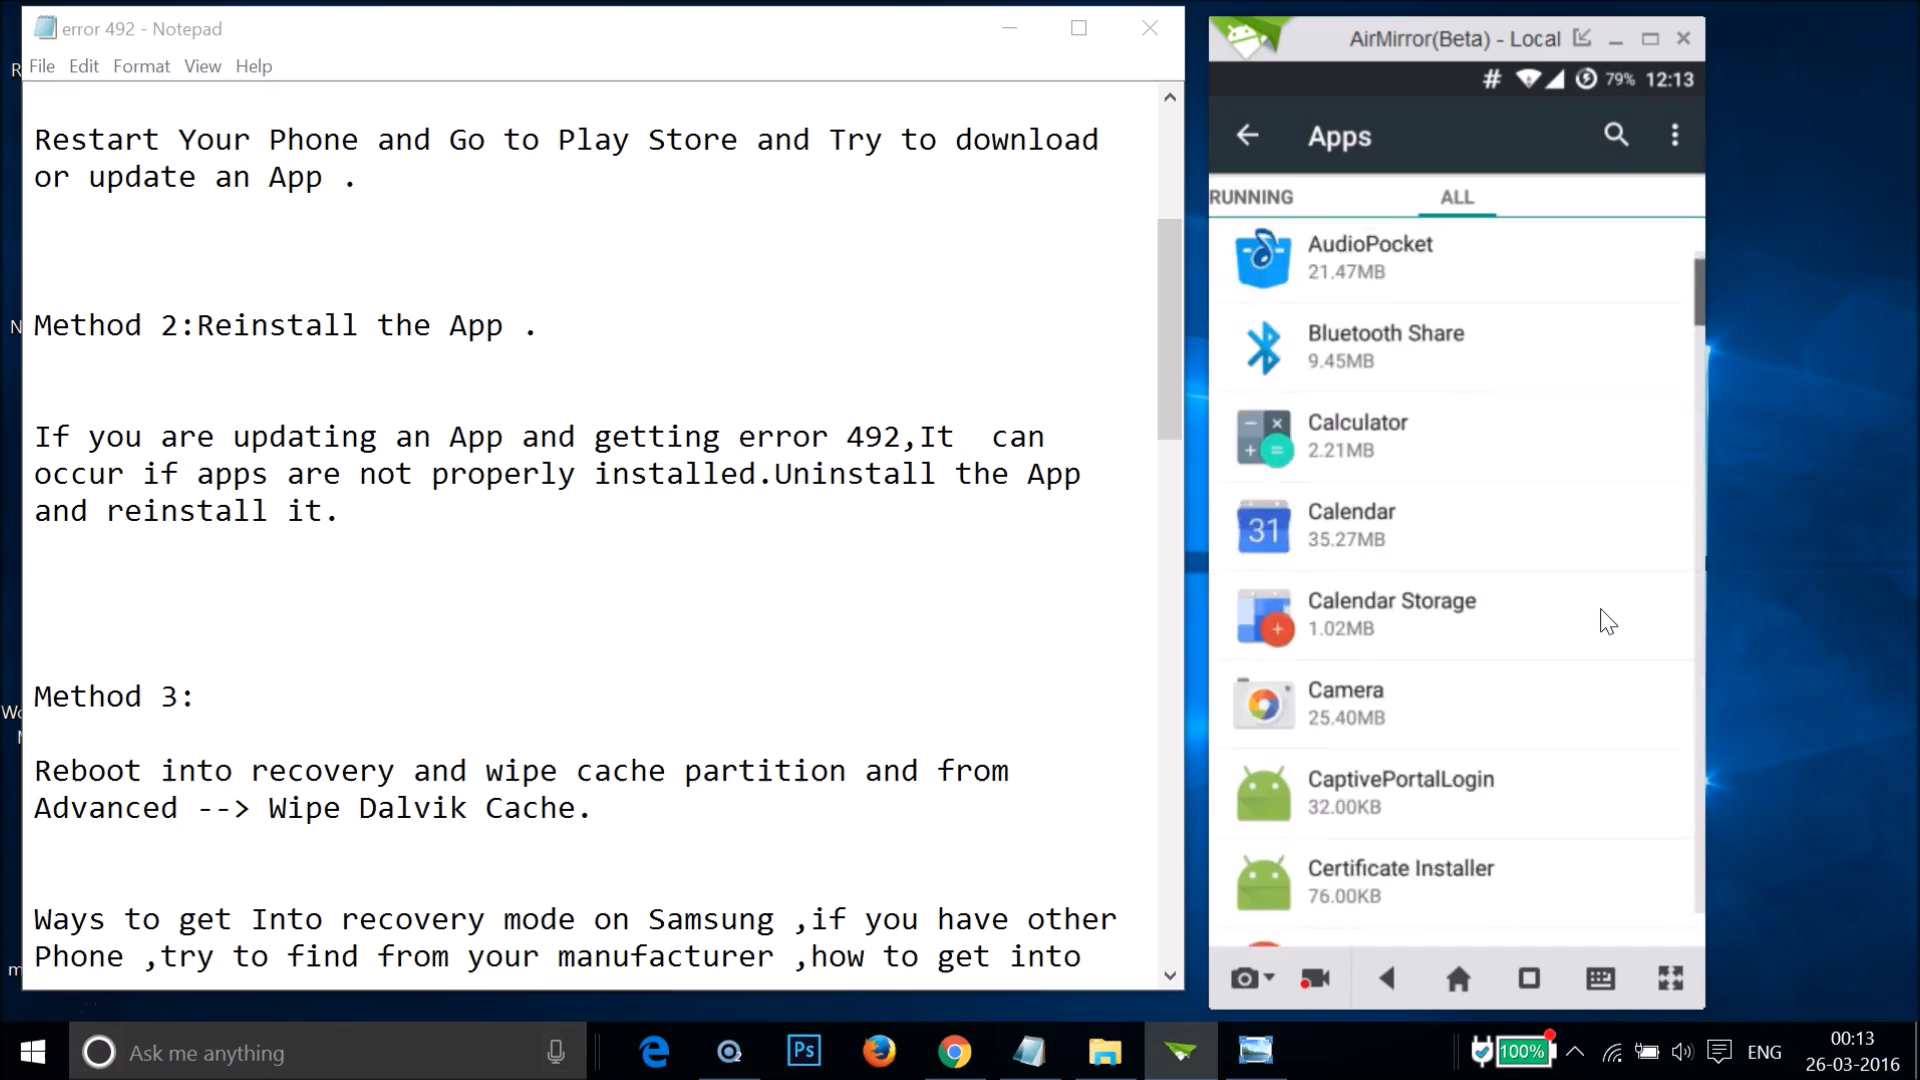 error 492 - Notepad
File Edit Format View Help
Restart Your Phone and Go to Play Store and Try to download
or update an App .
Method 2:Reinstall the App .
If you are updating an App and getting error 492,It can
occur if apps are not properly installed.Uninstall the App
and reinstall it.
Method 3:
Reboot into recovery and wipe cache partition and from
Advanced --> Wipe Dalvik Cache.
Ways to get Into recovery mode on Samsung ,if you have other
Phone ,try to find from your manufacturer ,how to get into
AirMirror(Beta) - Local
79% 12:13
Apps
RUNNING ALL
AudioPocket
21.47MB
Bluetooth Share
9.45MB
Calculator
2.21MB
31
Calendar
35.27MB
Calendar Storage
1.02MB
Camera
25.40MB
CaptivePortalLogin
32.00KB
Certificate Installer
76.00KB
Ask me anything
Ps
100%
ENG
00:13
26-03-2016